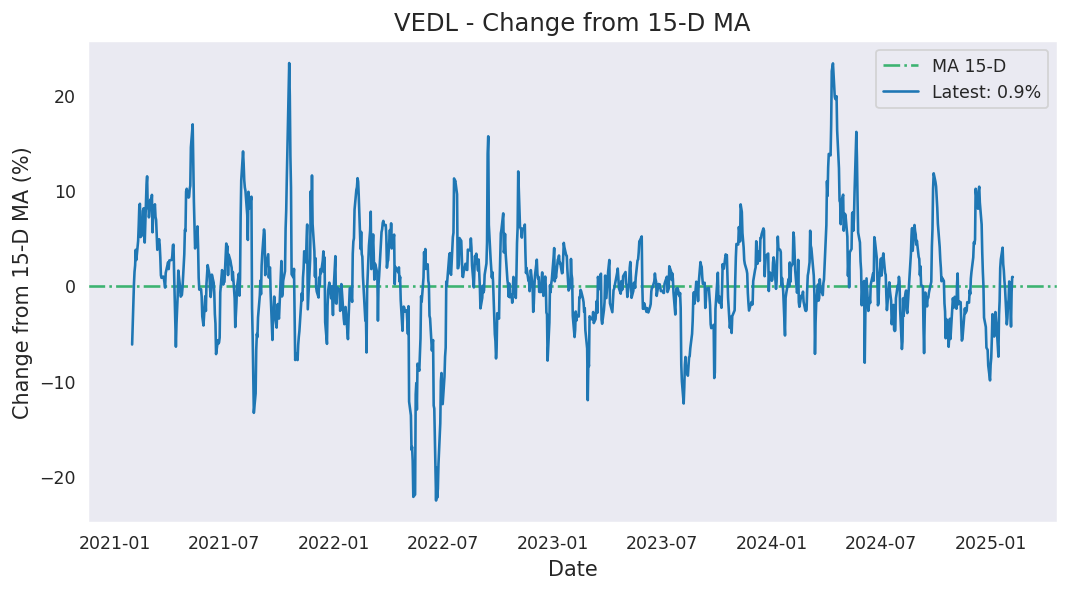 VEDL - Change from 15-D MA
MA 15-D
Latest: 0.9%
Change from 15-D MA (%)
20
10
0
−10
−20
2021-01 2021-07 2022-01 2022-07 2023-01 2023-07 2024-01 2024-07 2025-01
Date